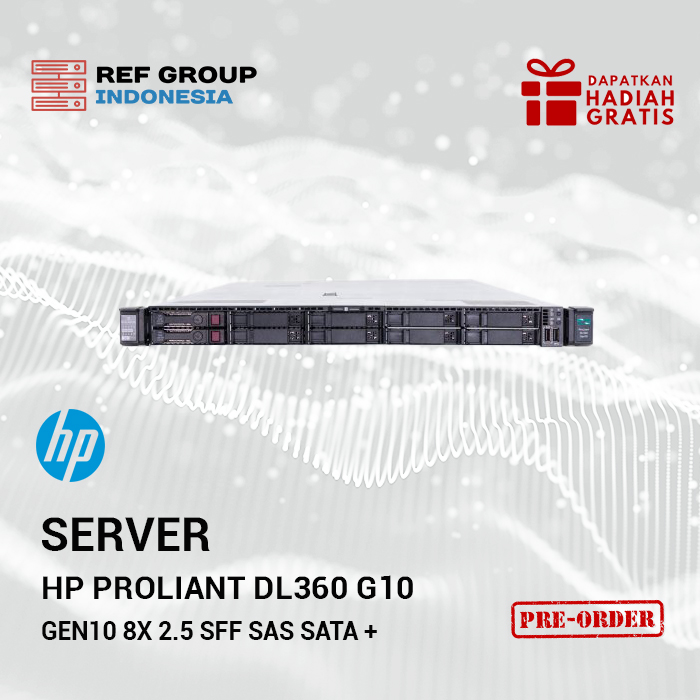 REF GROUP
INDONESIA
DAPATKAN
HADIAH
GRATIS
hp
SERVER
HP PROLIANT DL360 G10
GEN10 8X 2.5 SFF SAS SATA +
PRE-ORDER